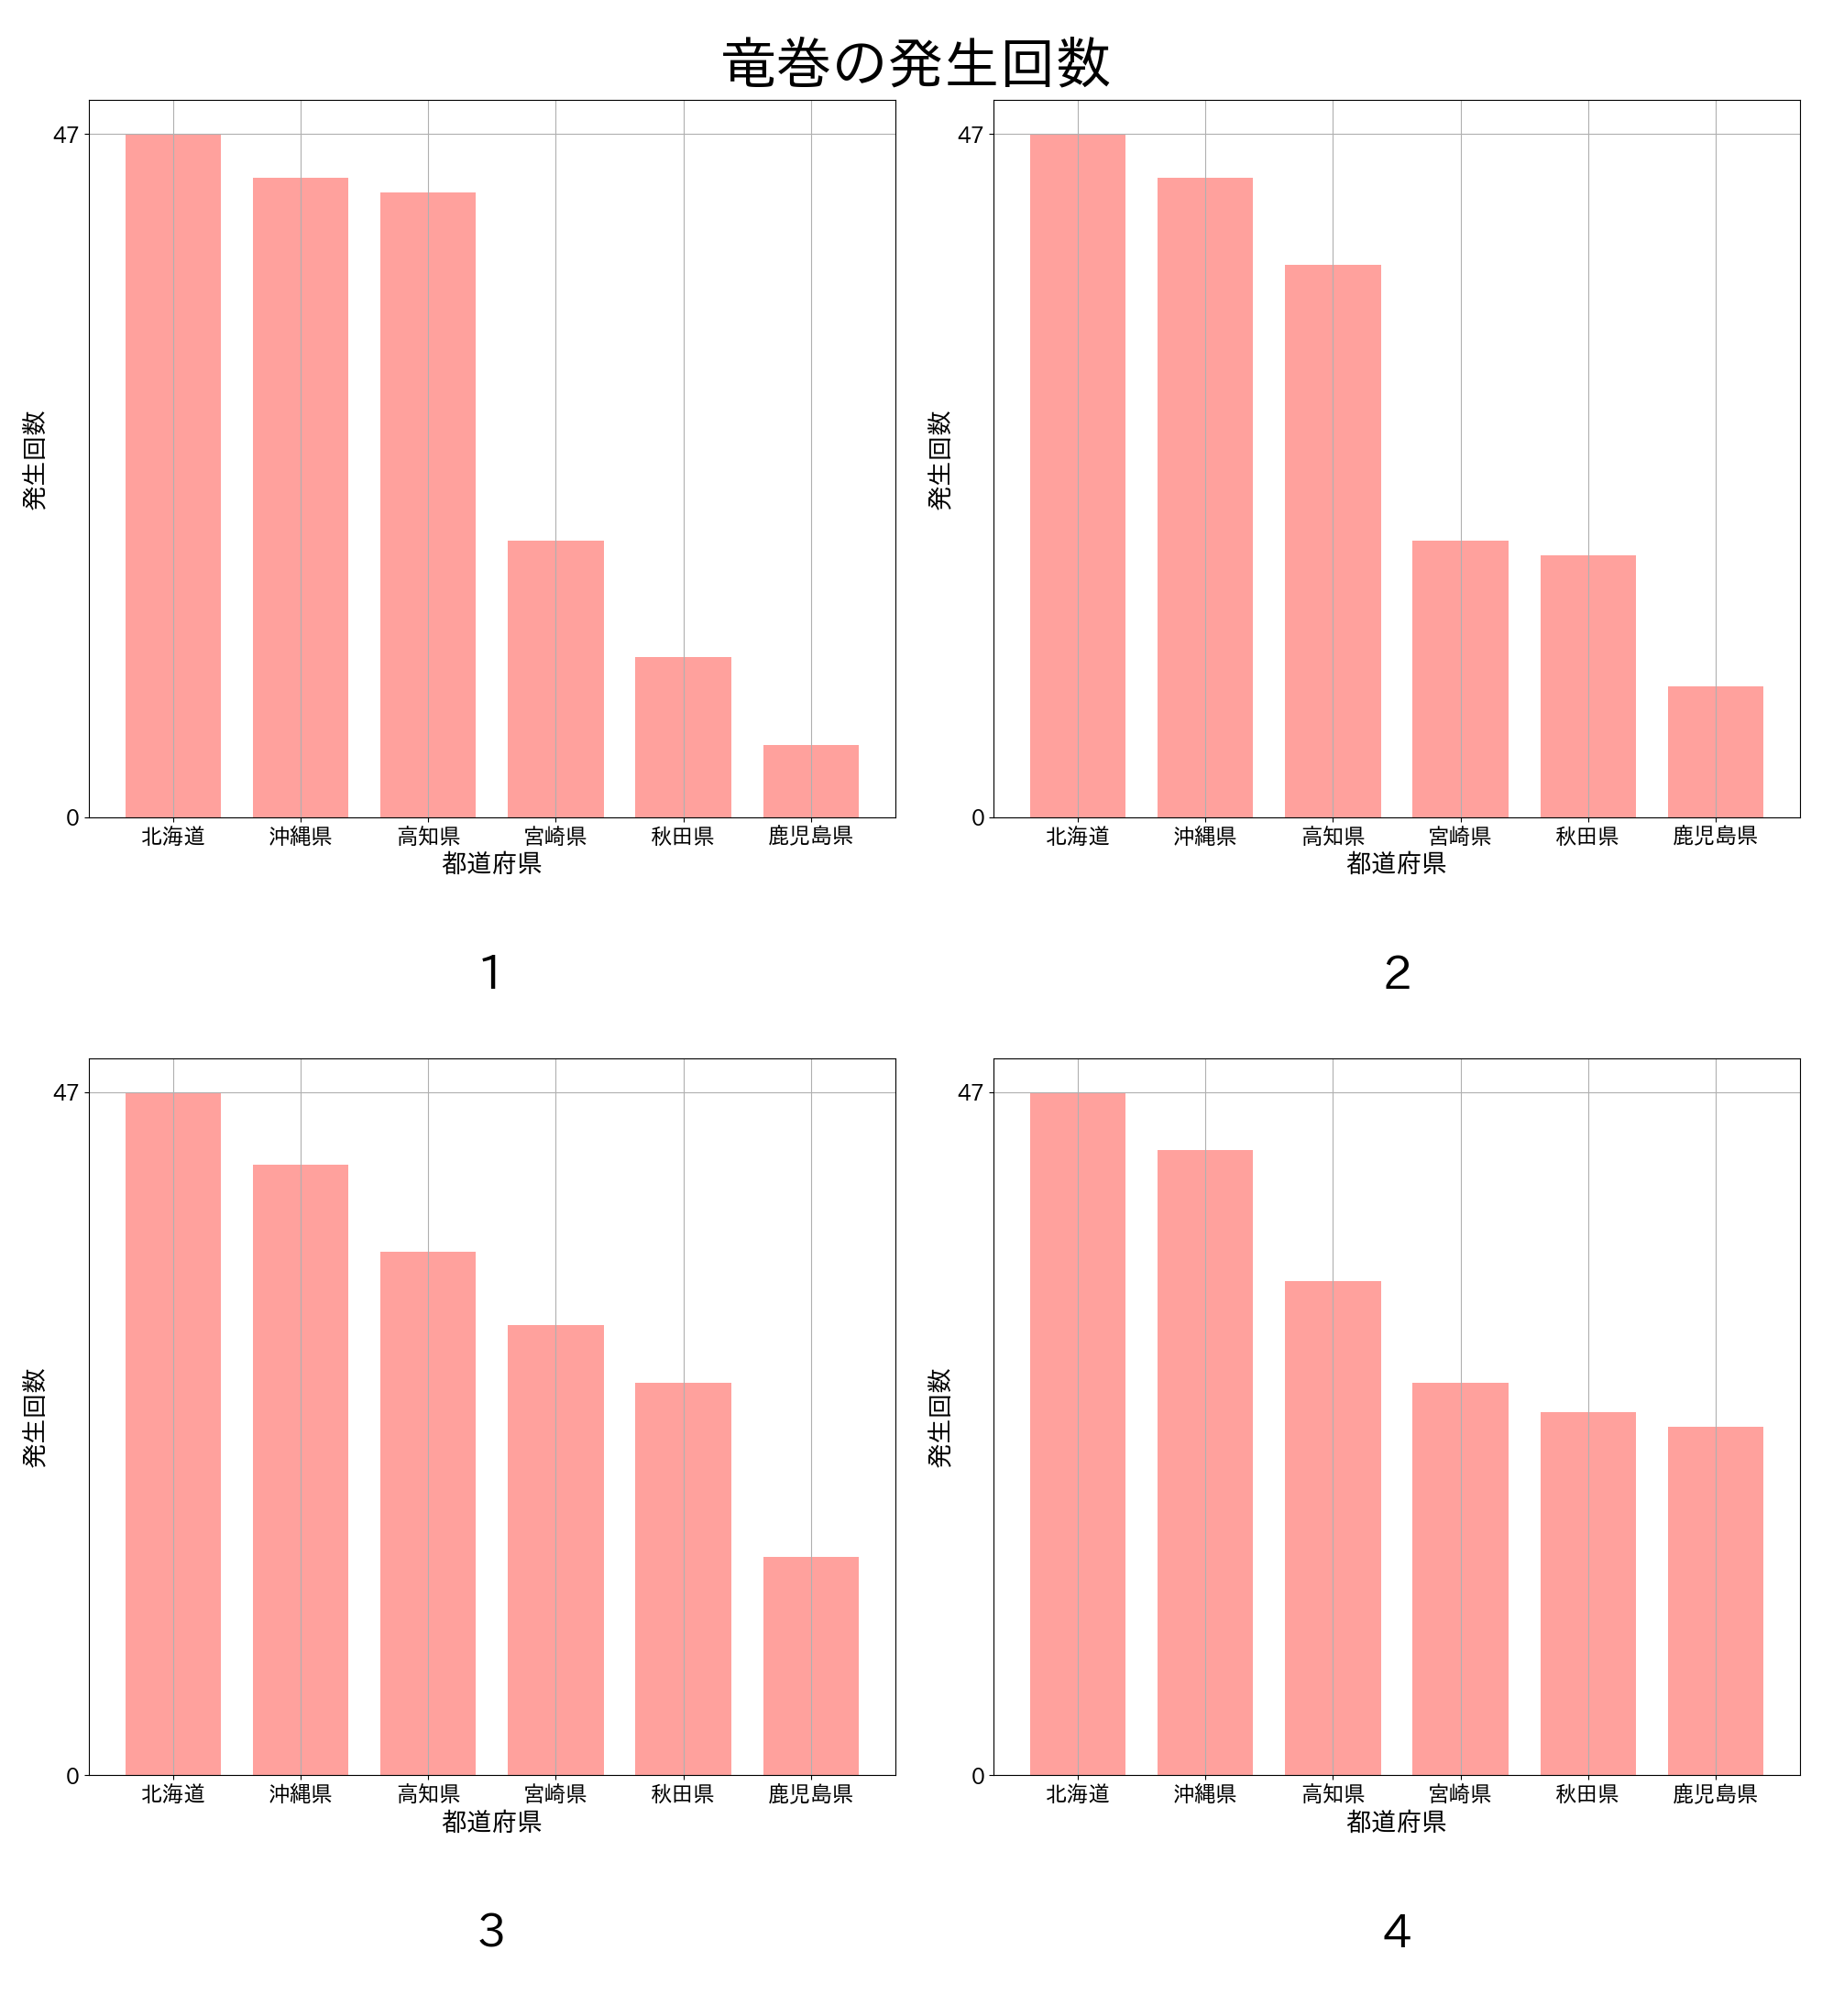 竜巻の発生回数
47
0
発生回数
北海道 沖縄県 高知県 宮崎県 秋田県 鹿児島県
都道府県
1
47
0
発生回数
北海道 沖縄県 高知県 宮崎県 秋田県 鹿児島県
都道府県
2
47
0
発生回数
北海道 沖縄県 高知県 宮崎県 秋田県 鹿児島県
都道府県
3
47
0
発生回数
北海道 沖縄県 高知県 宮崎県 秋田県 鹿児島県
都道府県
4